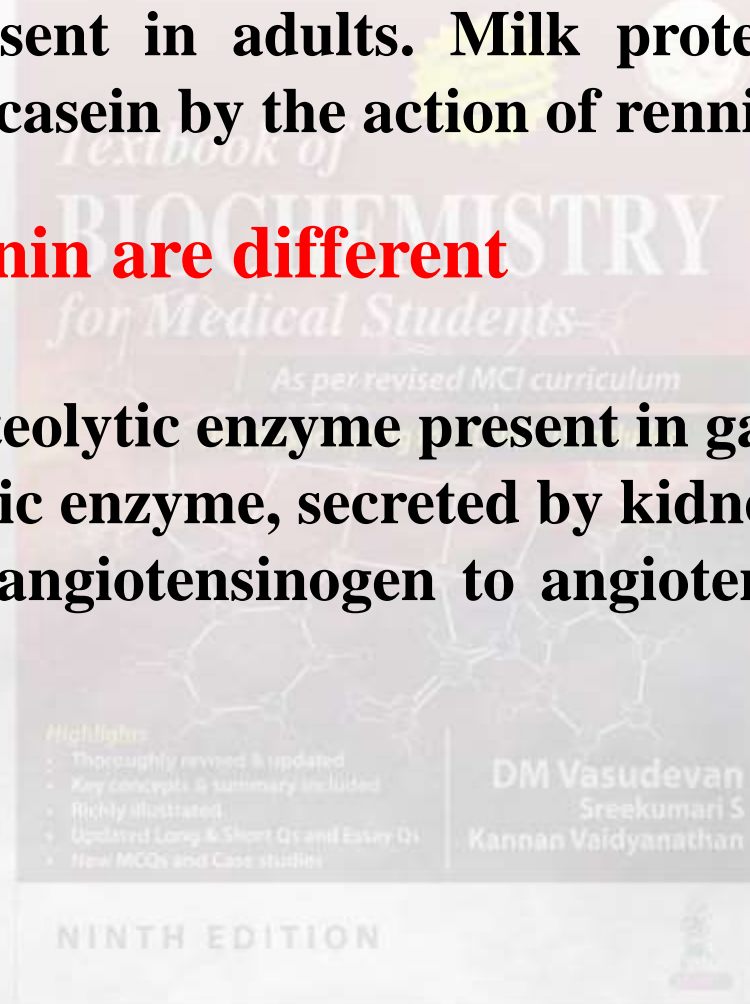 sent in adults. Milk prote
casein by the action of renni
Textbook of
BIOCHEMISTRY
nin are different
for Medical Students
As per revised MCI curriculum
teolytic enzyme present in ga
ic enzyme, secreted by kidne
angiotensinogen to angioten
Highlights
• Thoroughly revised & updated
• Key concepts & summary included
• Richly illustrated
• Updated Long & Short Qs and Essay Qs
• New MCQs and Case studies
DM Vasudevan
Sreekumari S
Kannan Vaidyanathan
NINTH EDITION